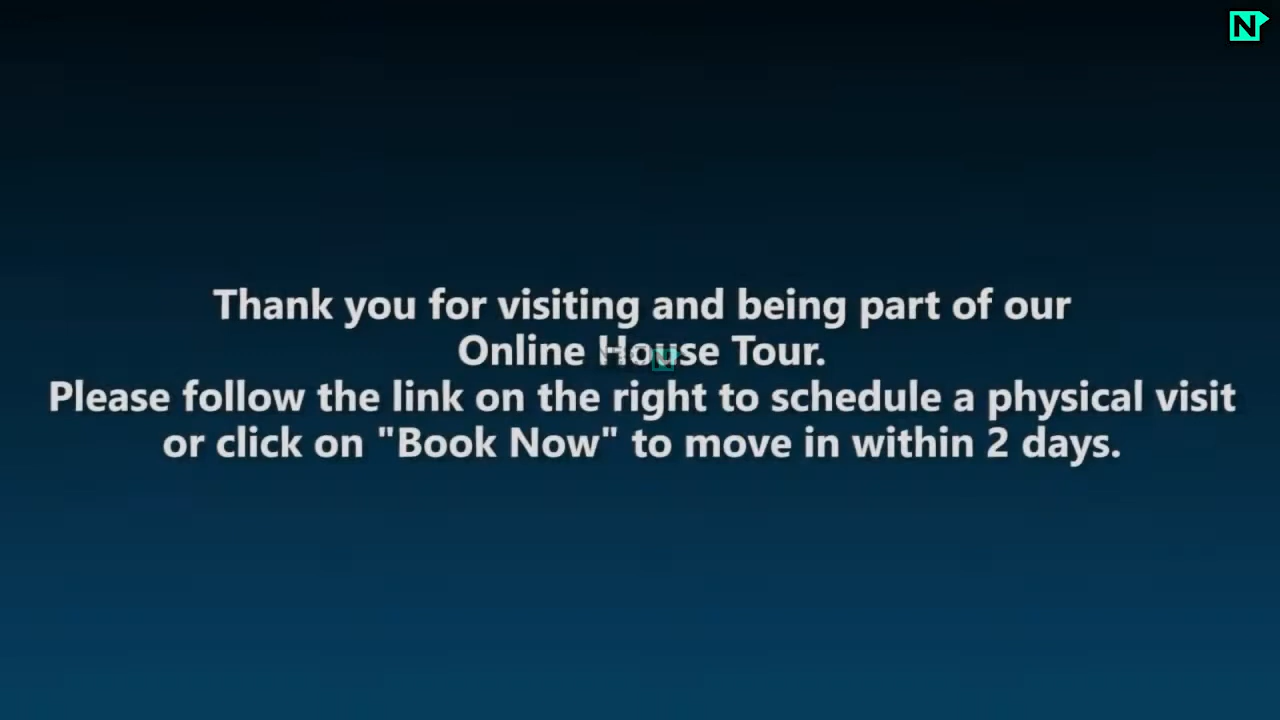 N
Thank you for visiting and being part of our
Online House Tour.
Please follow the link on the right to schedule a physical visit
or click on "Book Now" to move in within 2 days.